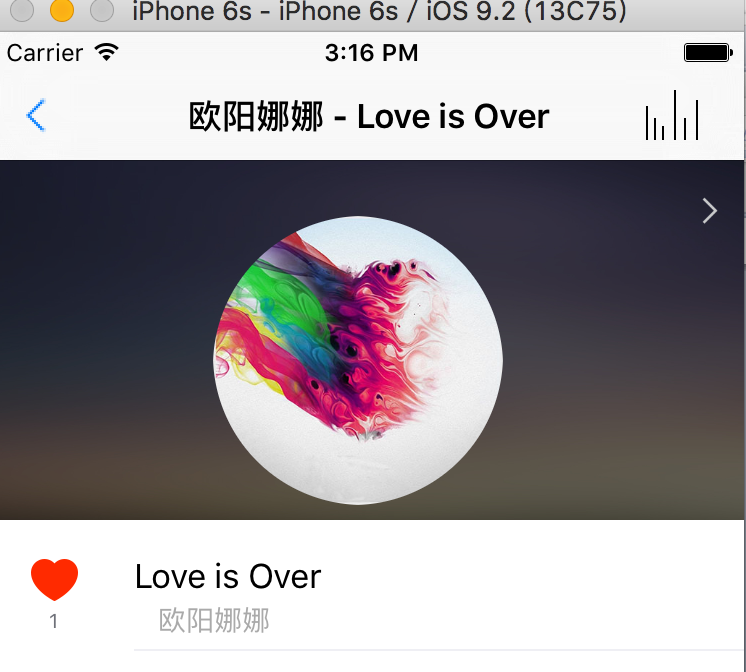 iPhone 6s - iPhone 6s / iOS 9.2 (13C75)
Carrier 3:16 PM
欧阳娜娜 - Love is Over
Love is Over
1
欧阳娜娜